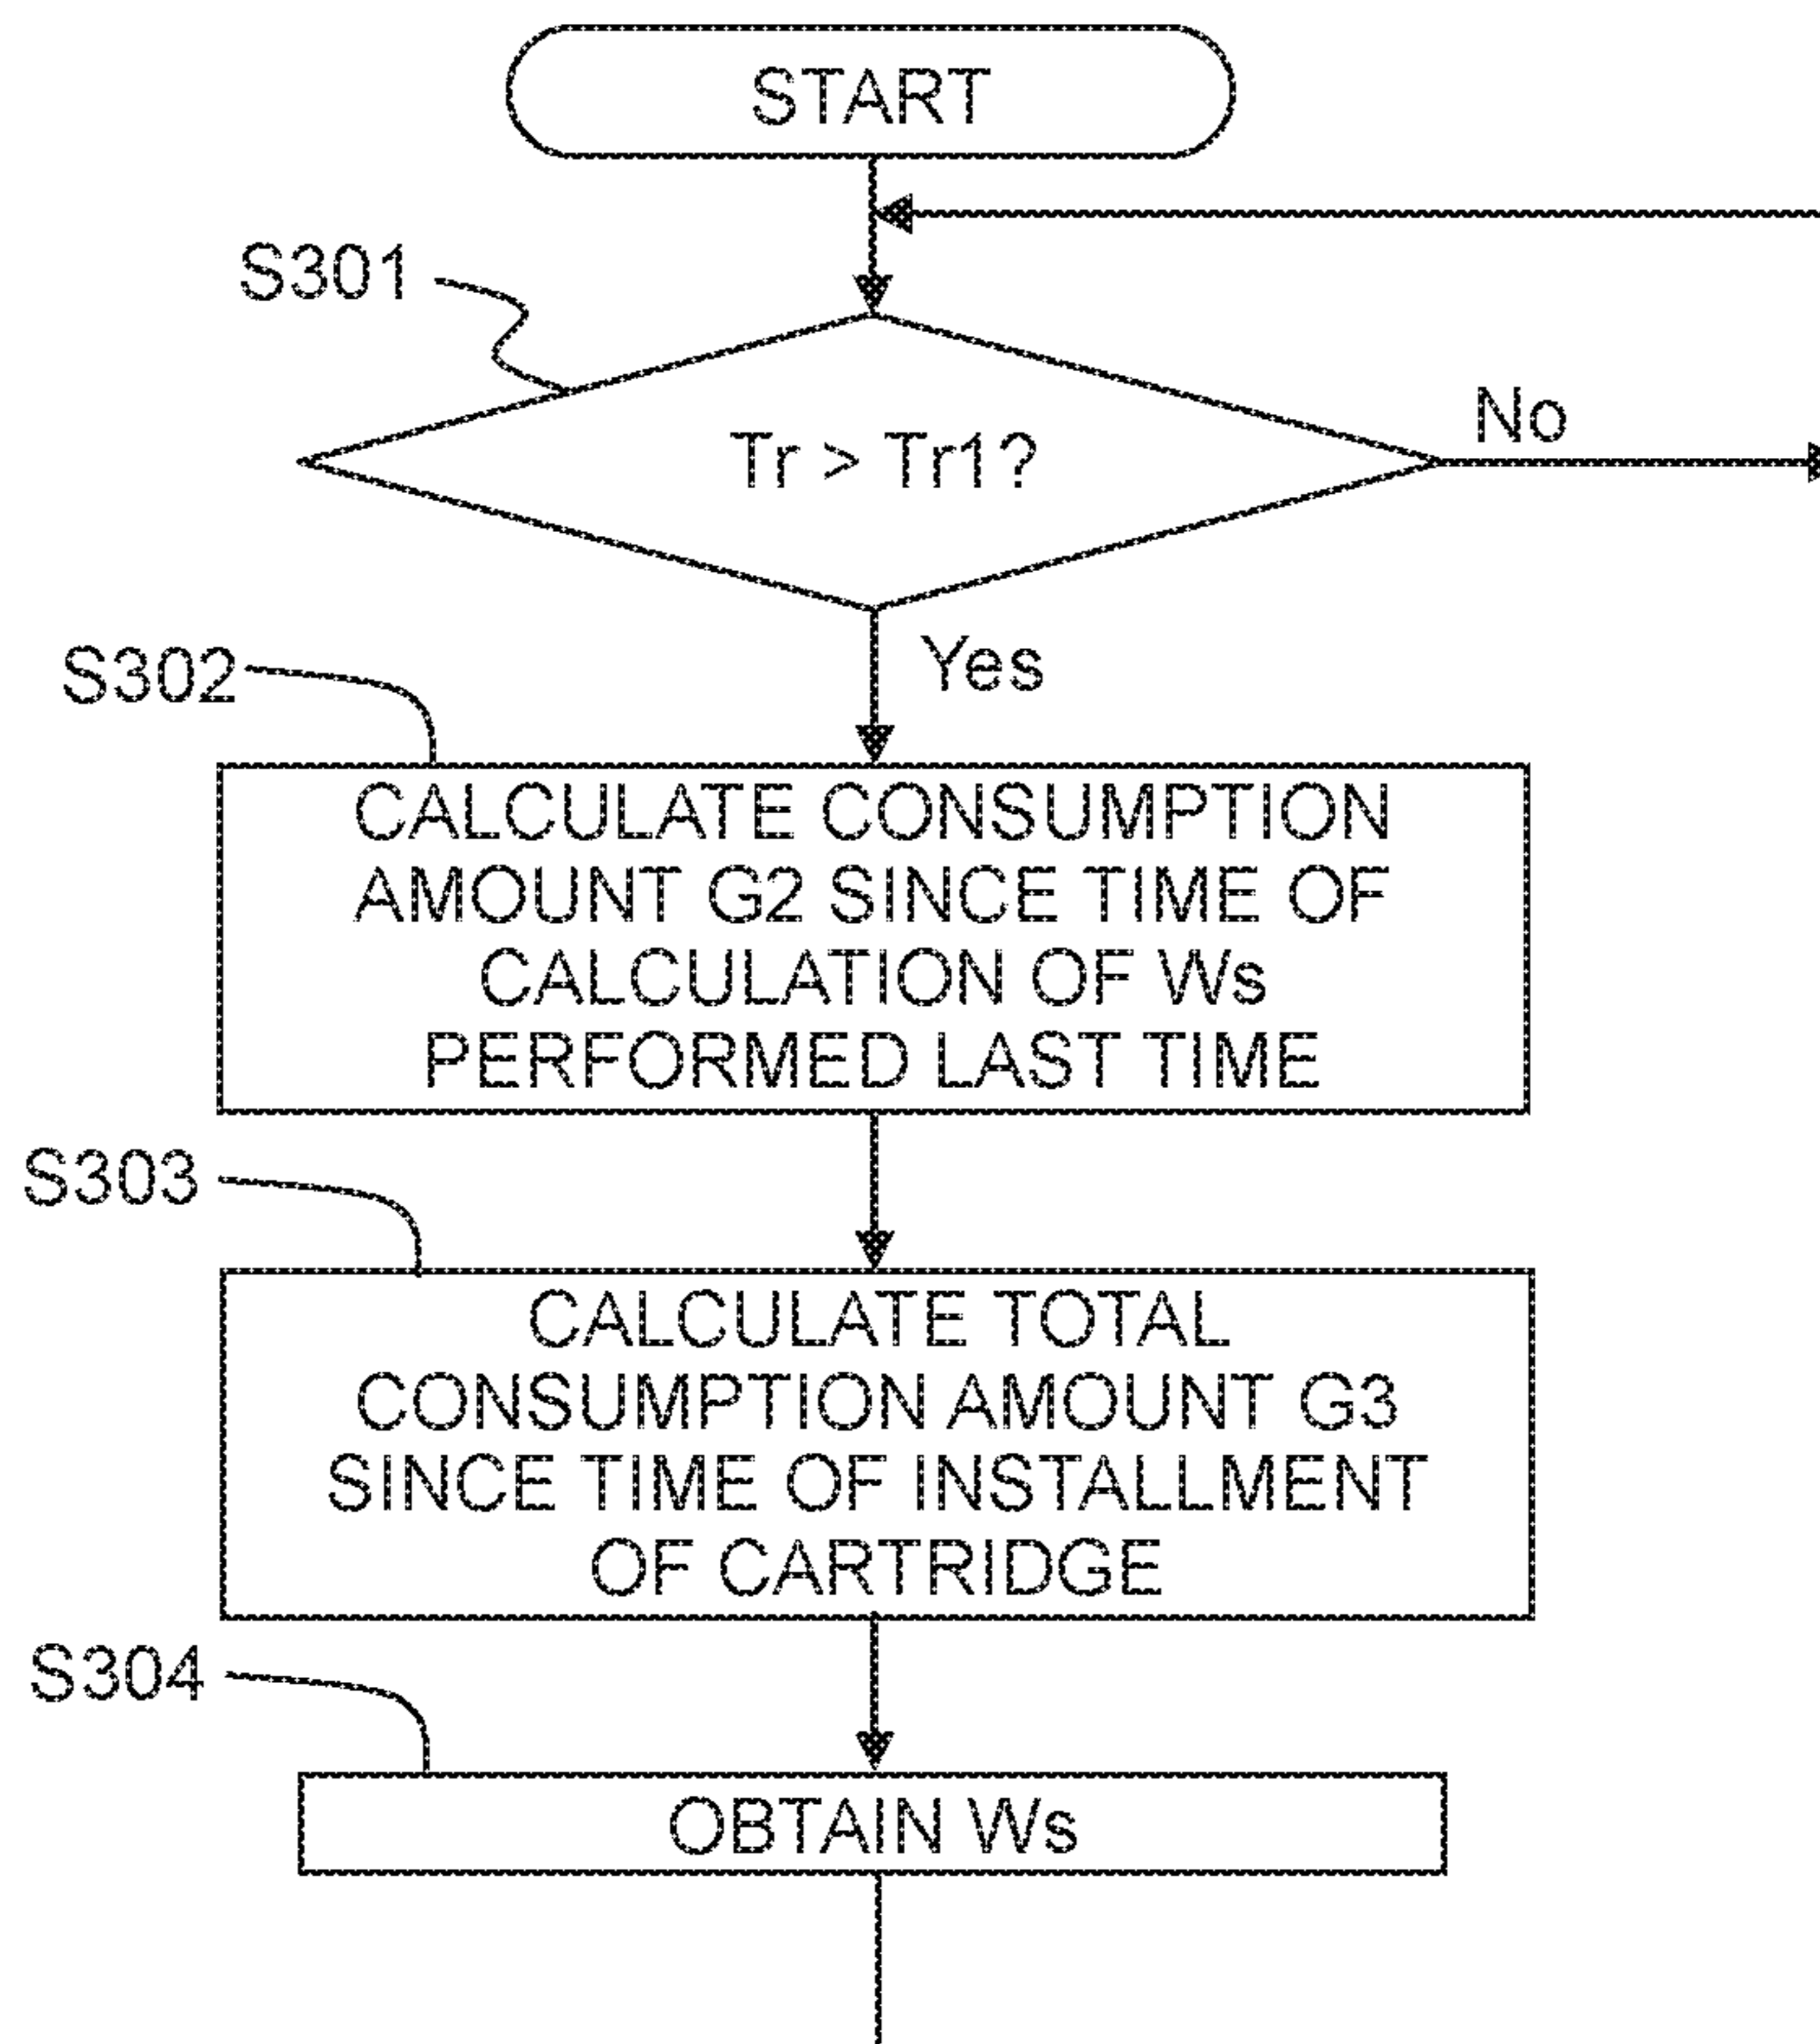 START
S301
Tr > Tr1?
No
Yes
S302
CALCULATE CONSUMPTION
AMOUNT G2 SINCE TIME OF
CALCULATION OF Ws
PERFORMED LAST TIME
S303
CALCULATE TOTAL
CONSUMPTION AMOUNT G3
SINCE TIME OF INSTALLMENT
OF CARTRIDGE
S304
OBTAIN Ws